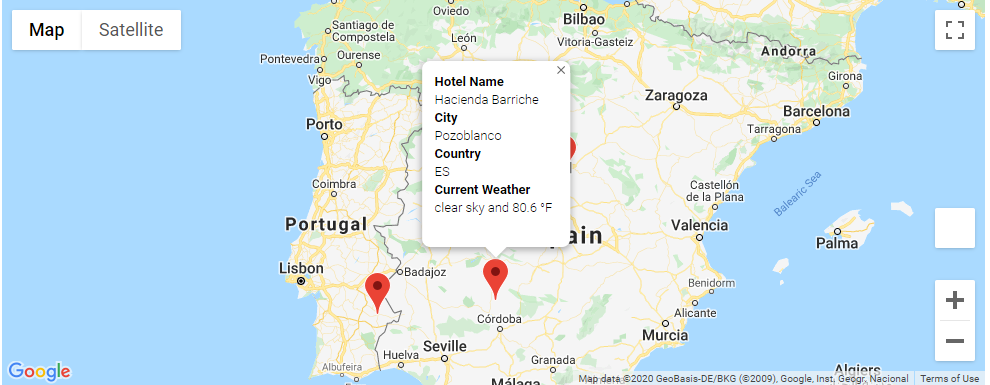 Map
Satellite
Oviedo
Bilbao
Santiago de
Compostela
León
Vitoria-Gasteiz
Andorra
Pontevedra
Ourense
Vigo
Girona
Zaragoza
Barcelona
Porto
Tarragona
Hotel Name
Hacienda Barriche
City
Pozoblanco
Country
ES
Current Weather
clear sky and 80.6 °F
Coimbra
Castellón
de la Plana
Balearic Sea
Portugal
Valencia
ain
Palma
Lisbon
Badajoz
Benidorm
Alicante
Córdoba
Murcia
Seville
Huelva
Granada
Albufeira
Málaga
Algiers
Google
Map data ©2020 GeoBasis-DE/BKG (©2009), Google, Inst. Geogr. Nacional
Terms of Use